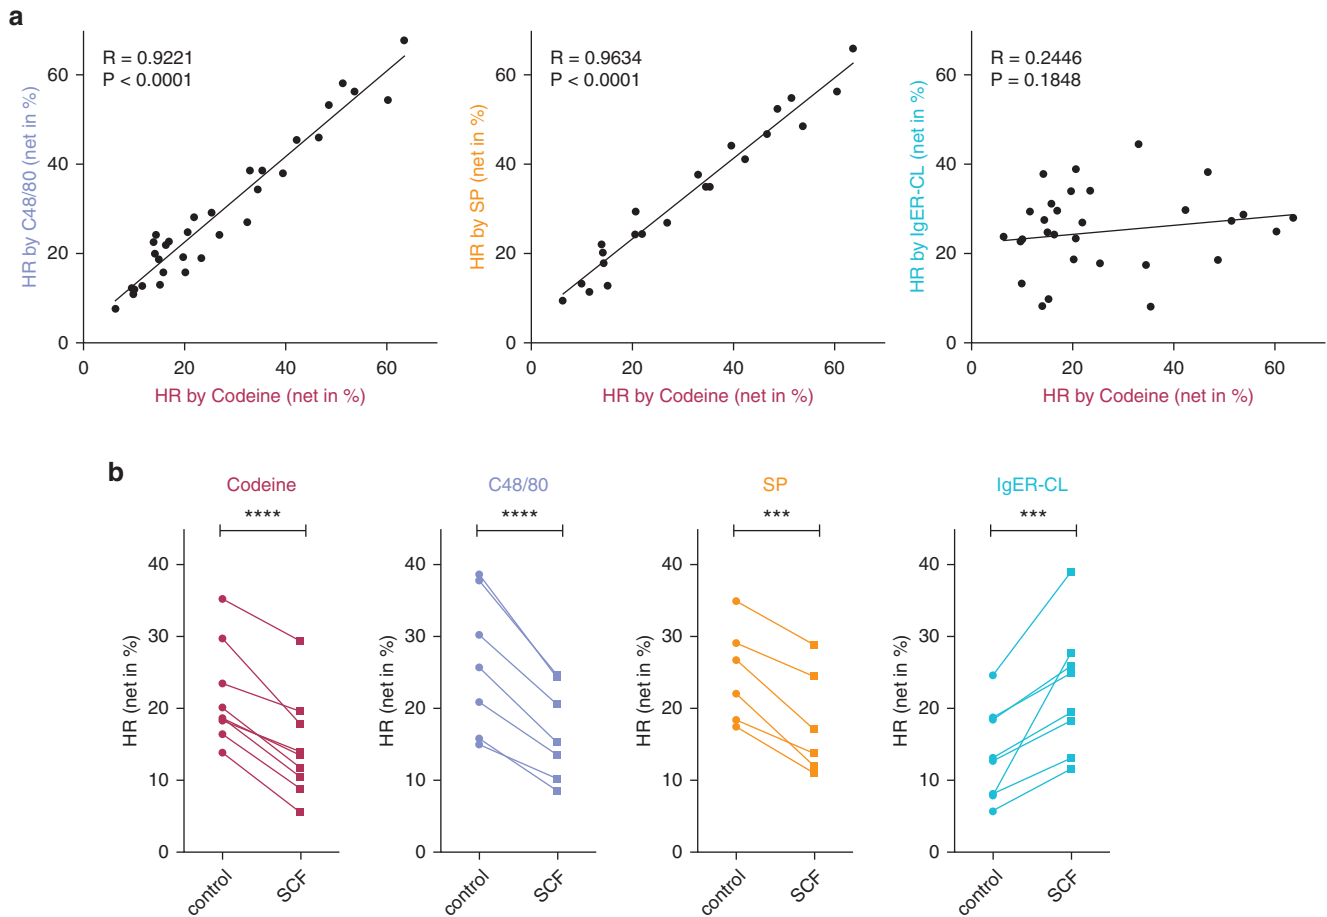 a
R = 0.9221
P < 0.0001
HR by C48/80 (net in %)
60
40
20
0
0 20 40 60
HR by Codeine (net in %)
R = 0.9634
P < 0.0001
HR by SP (net in %)
60
40
20
0
0 20 40 60
HR by Codeine (net in %)
R = 0.2446
P = 0.1848
HR by IgER-CL (net in %)
60
40
20
0
0 20 40 60
HR by Codeine (net in %)
b
Codeine
****
HR (net in %)
40
30
20
10
0
control SCF
C48/80
****
HR (net in %)
40
30
20
10
0
control SCF
SP
***
HR (net in %)
40
30
20
10
0
control SCF
IgER-CL
***
HR (net in %)
40
30
20
10
0
control SCF